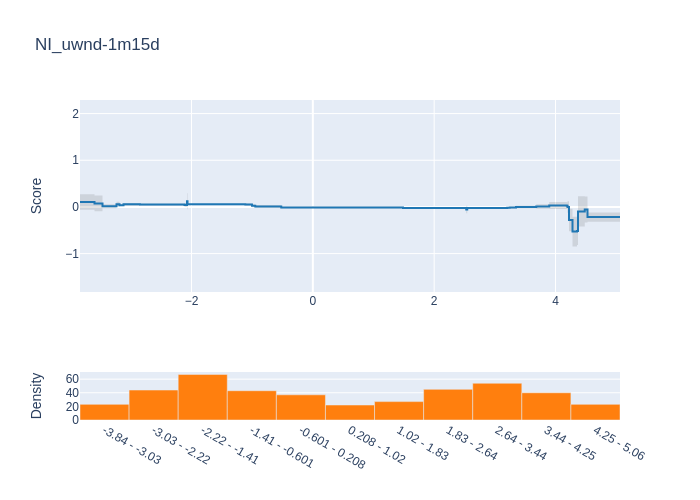 NI_uwnd-1m15d
Score
2
1
0
−1
−2
0
2
4
Density
60
40
20
0
-3.84 - -3.03
-3.03 - -2.22
-2.22 - -1.41
-1.41 - -0.601
-0.601 - 0.208
0.208 - 1.02
1.02 - 1.83
1.83 - 2.64
2.64 - 3.44
3.44 - 4.25
4.25 - 5.06